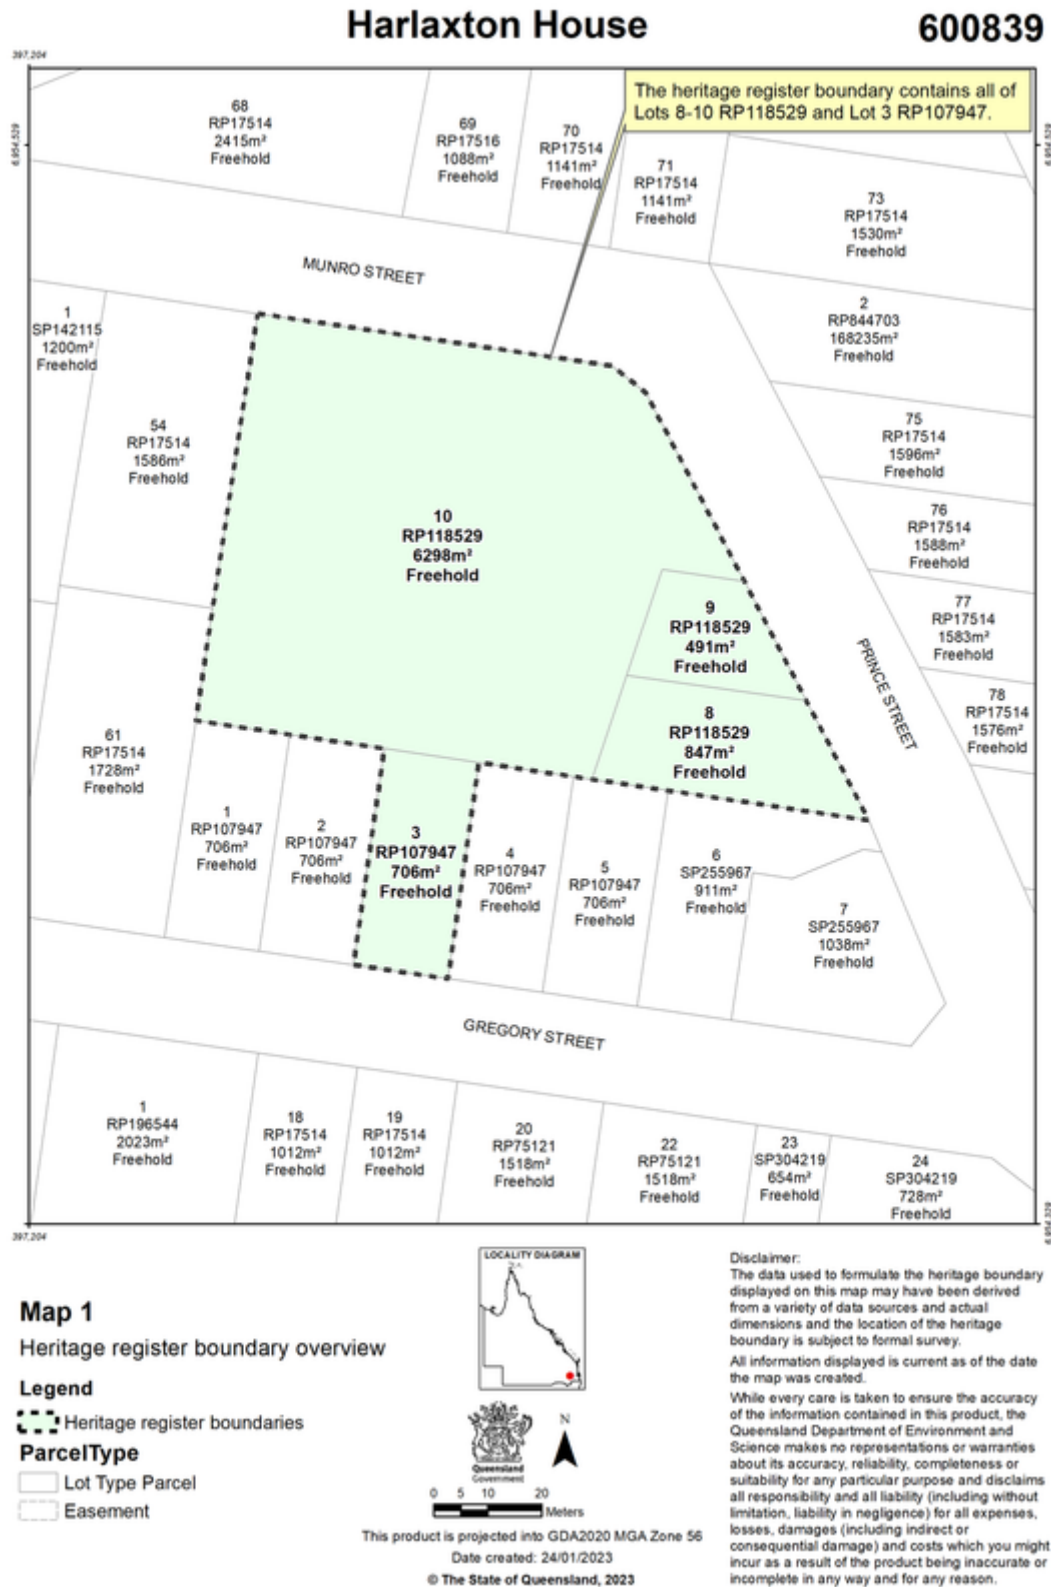 Harlaxton House
600839
397,204
6,954,529
6,954,529
The heritage register boundary contains all of
Lots 8-10 RP118529 and Lot 3 RP107947.
68
RP17514
2415m²
Freehold
69
RP17516
1088m²
Freehold
70
RP17514
1141m²
Freehold
71
RP17514
1141m²
Freehold
73
RP17514
1530m²
Freehold
MUNRO STREET
1
SP142115
1200m²
Freehold
2
RP844703
168235m²
Freehold
54
RP17514
1586m²
Freehold
75
RP17514
1596m²
Freehold
10
RP118529
6298m²
Freehold
76
RP17514
1588m²
Freehold
9
RP118529
491m²
Freehold
77
RP17514
1583m²
Freehold
PRINCE STREET
8
RP118529
847m²
Freehold
78
RP17514
1576m²
Freehold
61
RP17514
1728m²
Freehold
1
RP107947
706m²
Freehold
2
RP107947
706m²
Freehold
3
RP107947
706m²
Freehold
4
RP107947
706m²
Freehold
5
RP107947
706m²
Freehold
6
SP255967
911m²
Freehold
7
SP255967
1038m²
Freehold
GREGORY STREET
1
RP196544
2023m²
Freehold
18
RP17514
1012m²
Freehold
19
RP17514
1012m²
Freehold
20
RP75121
1518m²
Freehold
22
RP75121
1518m²
Freehold
23
SP304219
654m²
Freehold
24
SP304219
728m²
Freehold
397,204
6,954,329
Map 1
Heritage register boundary overview
Legend
Heritage register boundaries
ParcelType
Lot Type Parcel
Easement
LOCALITY DIAGRAM
Queensland
Government
N
0 5 10 20
Meters
This product is projected into GDA2020 MGA Zone 56
Date created: 24/01/2023
© The State of Queensland, 2023
Disclaimer:
The data used to formulate the heritage boundary
displayed on this map may have been derived
from a variety of data sources and actual
dimensions and the location of the heritage
boundary is subject to formal survey.
All information displayed is current as of the date
the map was created.
While every care is taken to ensure the accuracy
of the information contained in this product, the
Queensland Department of Environment and
Science makes no representations or warranties
about its accuracy, reliability, completeness or
suitability for any particular purpose and disclaims
all responsibility and all liability (including without
limitation, liability in negligence) for all expenses,
losses, damages (including indirect or
consequential damage) and costs which you might
incur as a result of the product being inaccurate or
incomplete in any way and for any reason.